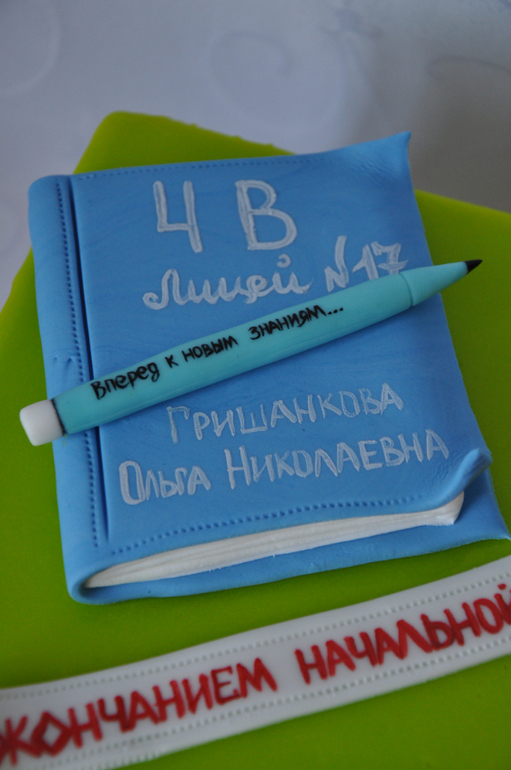 4 В
Лицей №17
Вперед к новым знаниям...
Гришанкова
Ольга Николаевна
окончанием начальной